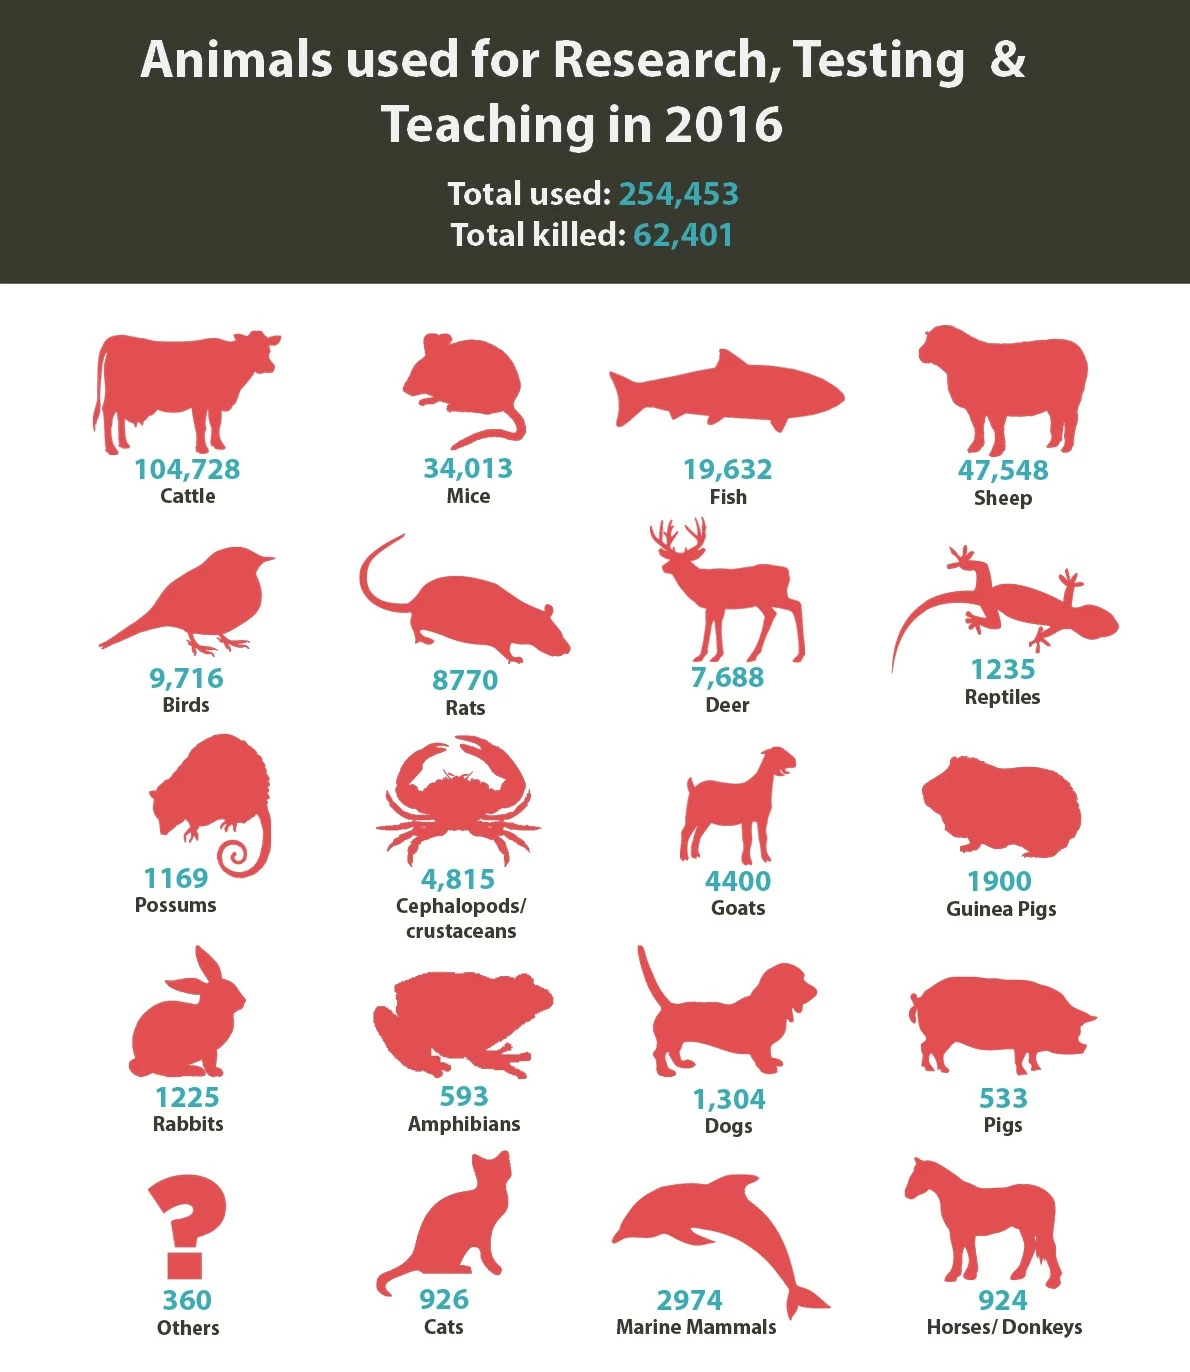 Animals used for Research, Testing &
Teaching in 2016
Total used: 254,453
Total killed: 62,401
104,728
Cattle
34,013
Mice
19,632
Fish
47,548
Sheep
9,716
Birds
8770
Rats
7,688
Deer
1235
Reptiles
1169
Possums
4,815
Cephalopods/
crustaceans
4400
Goats
1900
Guinea Pigs
1225
Rabbits
593
Amphibians
1,304
Dogs
533
Pigs
?
360
Others
926
Cats
2974
Marine Mammals
924
Horses/ Donkeys